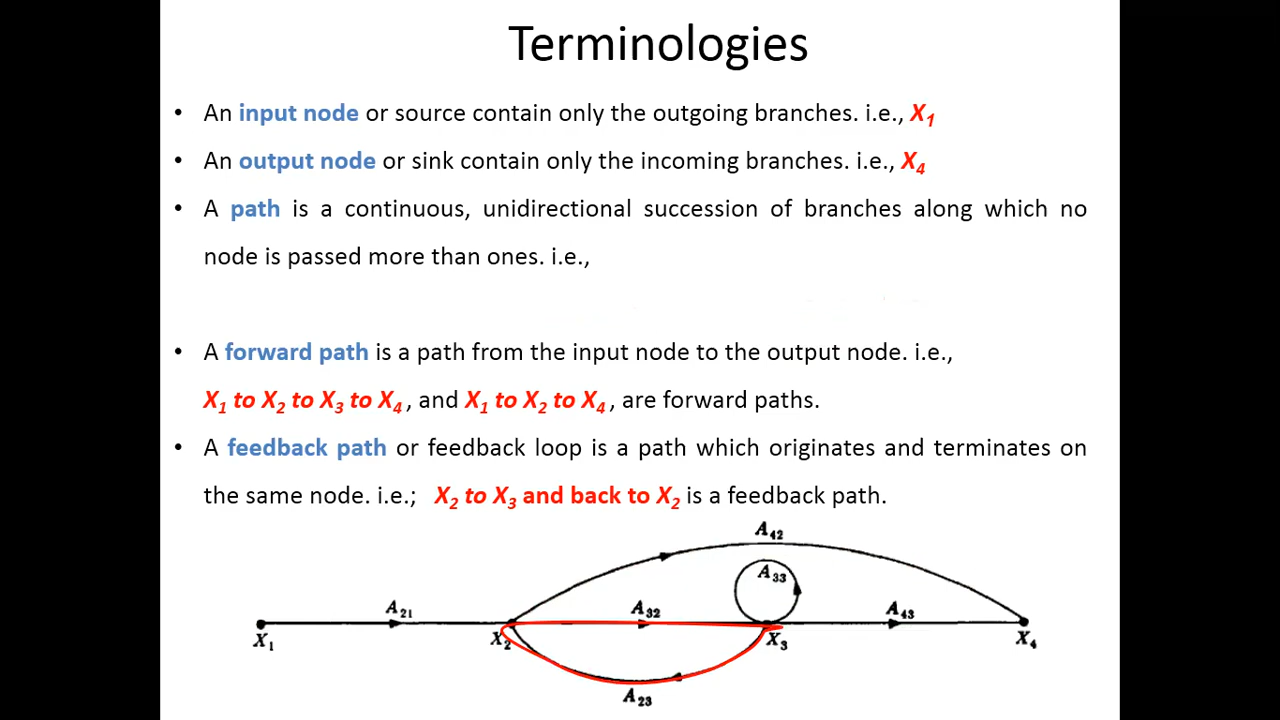 Terminologies
• An input node or source contain only the outgoing branches. i.e., X1
• An output node or sink contain only the incoming branches. i.e., X4
• A path is a continuous, unidirectional succession of branches along which no
node is passed more than ones. i.e.,
• A forward path is a path from the input node to the output node. i.e.,
X1 to X2 to X3 to X4 , and X1 to X2 to X4 , are forward paths.
• A feedback path or feedback loop is a path which originates and terminates on
the same node. i.e.; X2 to X3 and back to X2 is a feedback path.
A42
A33
A21 A32 A43
X1 X2 X3 X4
A23